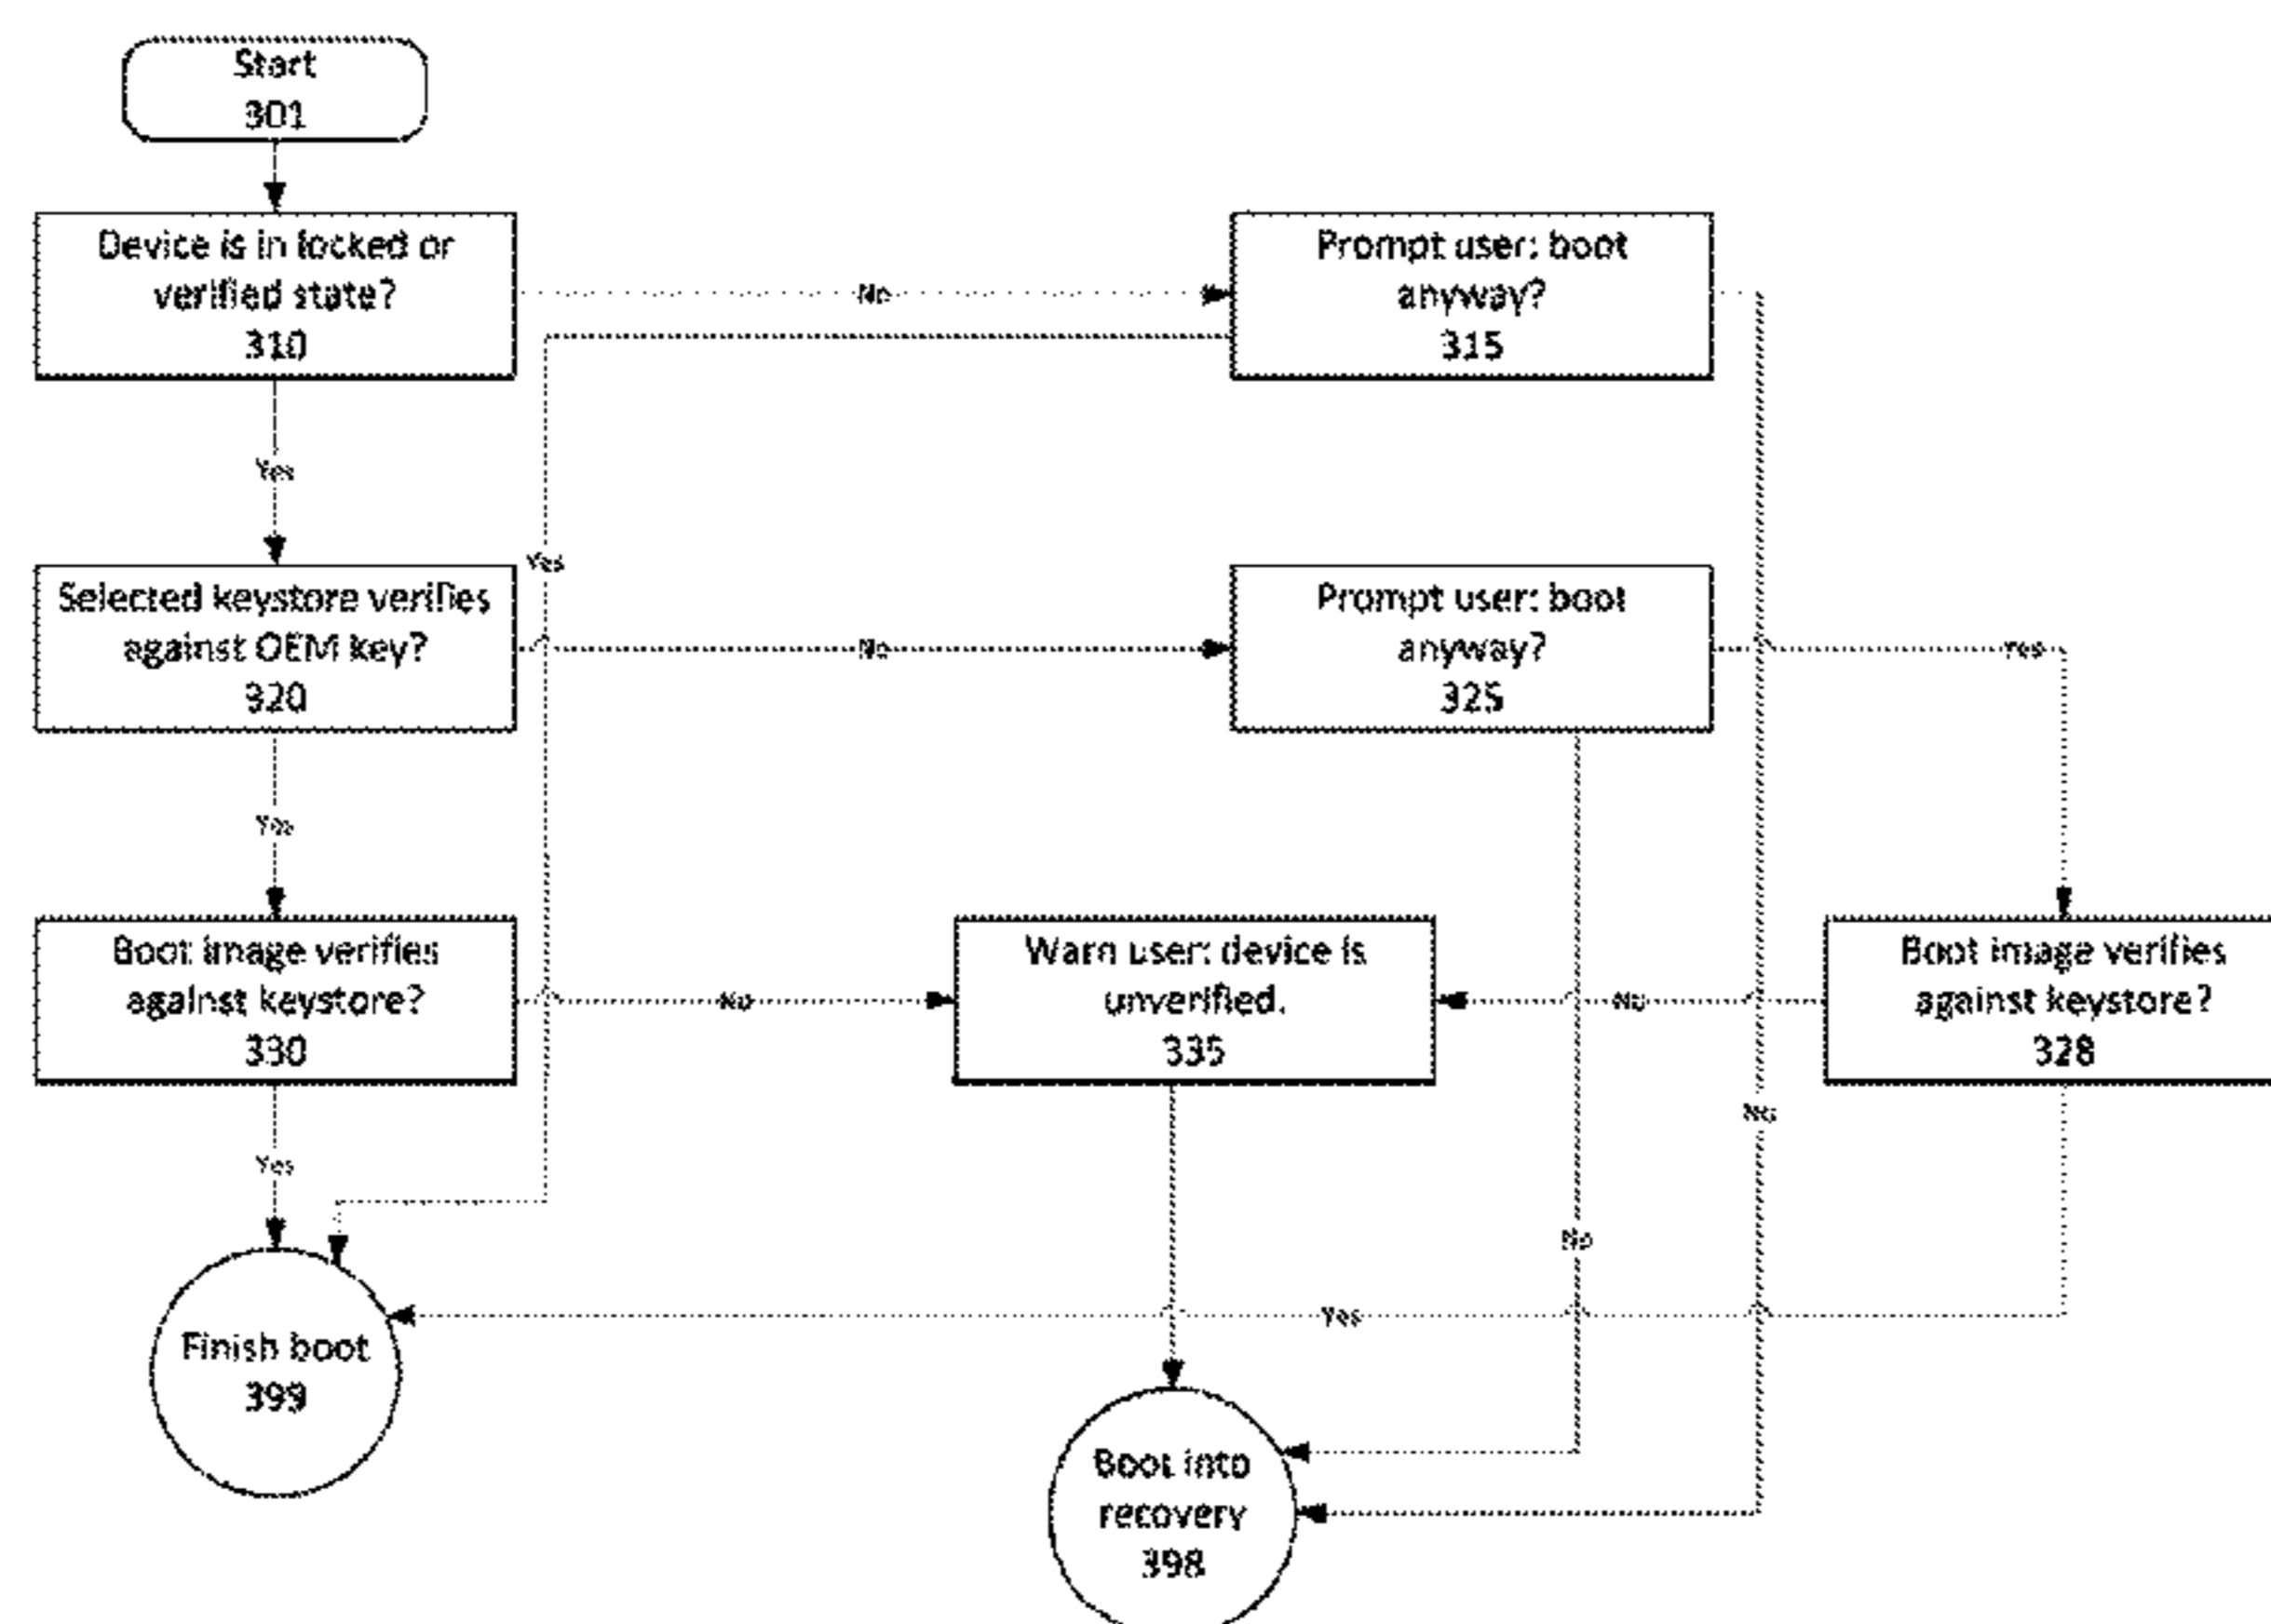 Start
301
Device is in locked or
verified state?
310
No
Prompt user: boot
anyway?
315
Yes
Yes
Selected keystore verifies
against OEM key?
320
No
Prompt user: boot
anyway?
325
Yes
Yes
Boot image verifies
against keystore?
330
No
Warn user: device is
unverified.
335
No
Boot image verifies
against keystore?
328
No
Yes
No
Yes
Finish boot
399
Boot into
recovery
398